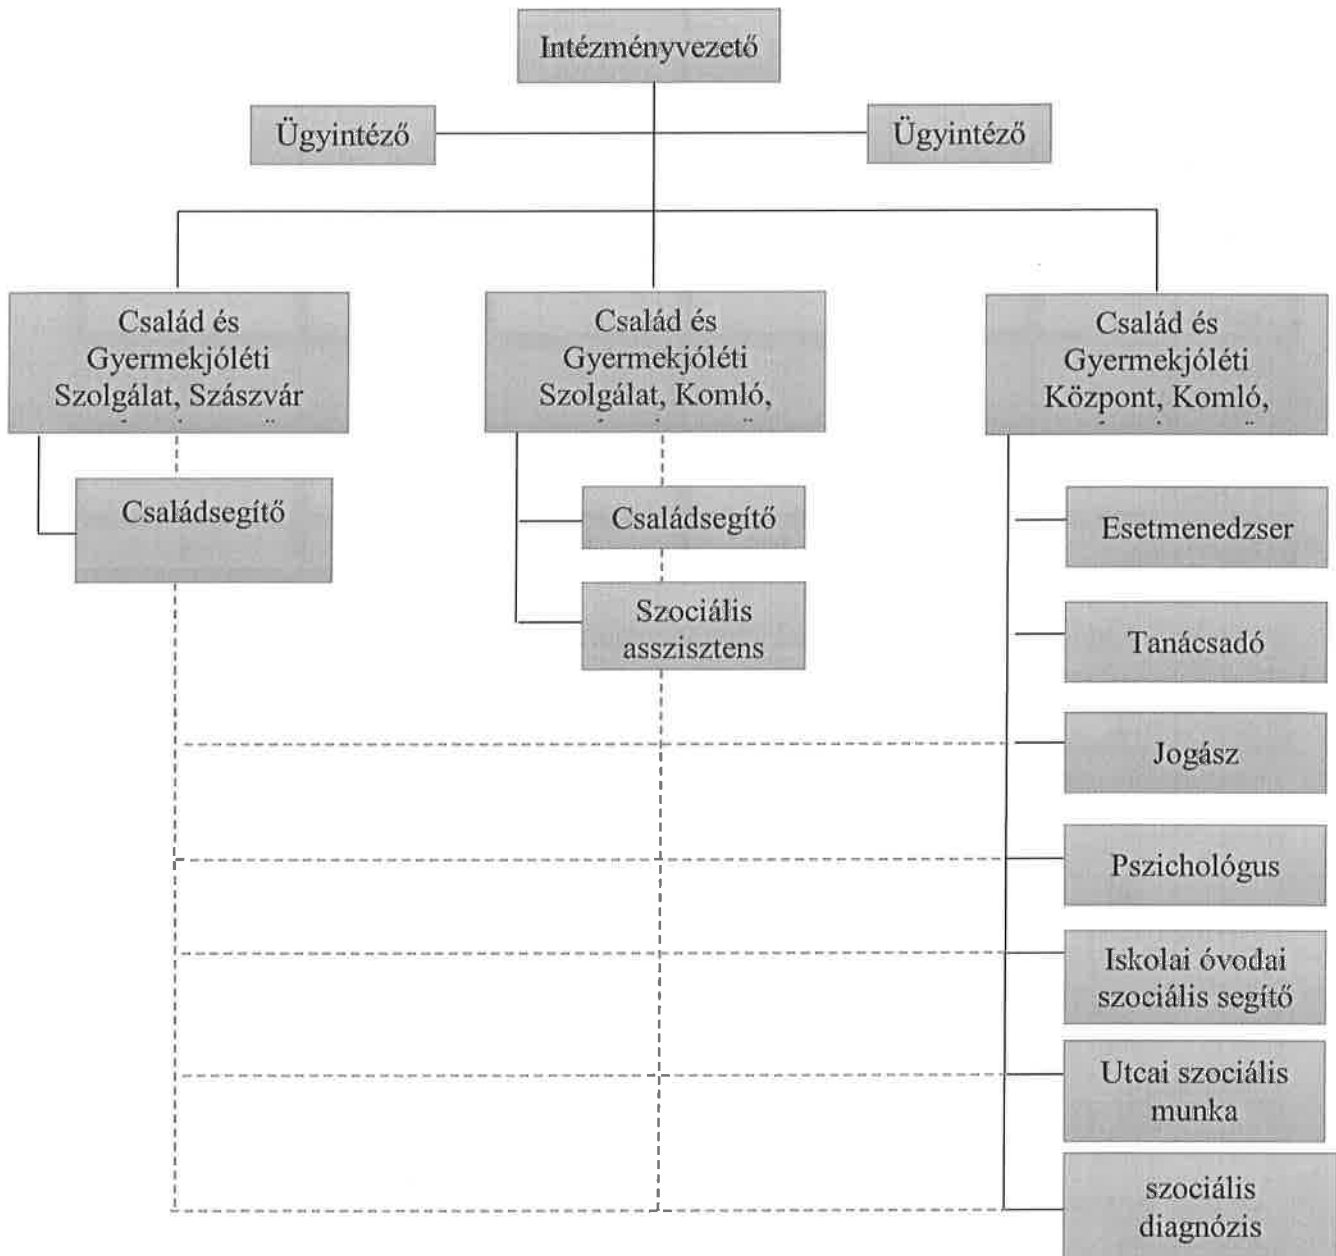 Intézményvezető
Ügyintéző
Ügyintéző
Család és
Gyermekjóléti
Szolgálat, Szászvár
Család és
Gyermekjóléti
Szolgálat, Komló,
Család és
Gyermekjóléti
Központ, Komló,
Családsegítő
Családsegítő
Szociális
asszisztens
Esetmenedzser
Tanácsadó
Jogász
Pszichológus
Iskolai óvodai
szociális segítő
Utcai szociális
munka
szociális
diagnózis